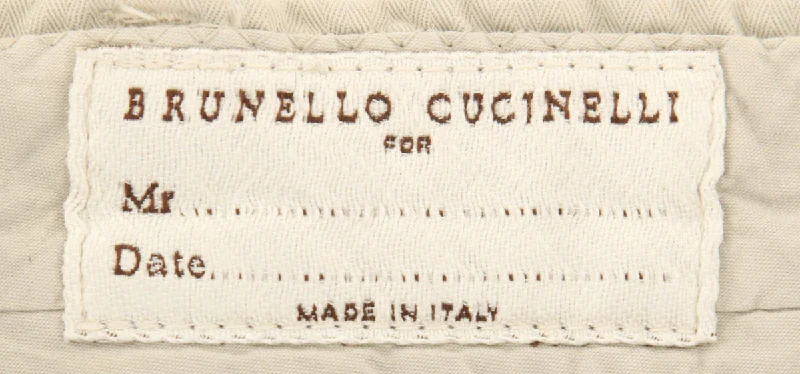 BRUNELLO CUCINELLI
FOR
Mr..............................
Date..............................
MADE IN ITALY